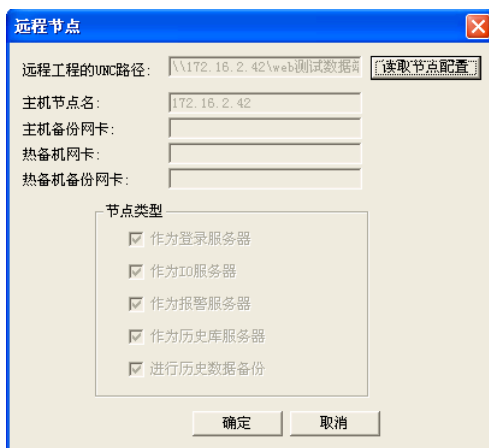 远程节点
远程工程的UNC路径: \\172.16.2.42\web测试数据 读取节点配置
主机节点名: 172.16.2.42
主机备份网卡:
热备机网卡:
热备机备份网卡:
节点类型
作为登录服务器
作为IO服务器
作为报警服务器
作为历史库服务器
进行历史数据备份
确定 取消